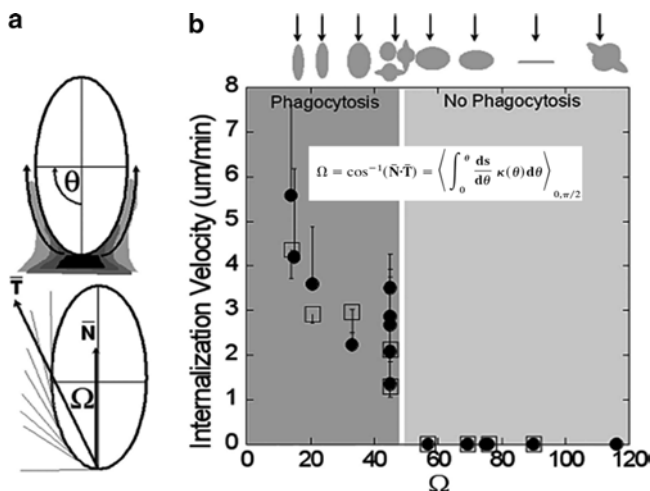 a
θ
T̄
N̄
Ω
b
Phagocytosis
No Phagocytosis
Ω = cos⁻¹(N̄·T̄) = ⟨∫₀^θ ds/dθ κ(θ)dθ⟩₀,π/2
Internalization Velocity (um/min)
8
7
6
5
4
3
2
1
0
0 20 40 60 80 100 120
Ω